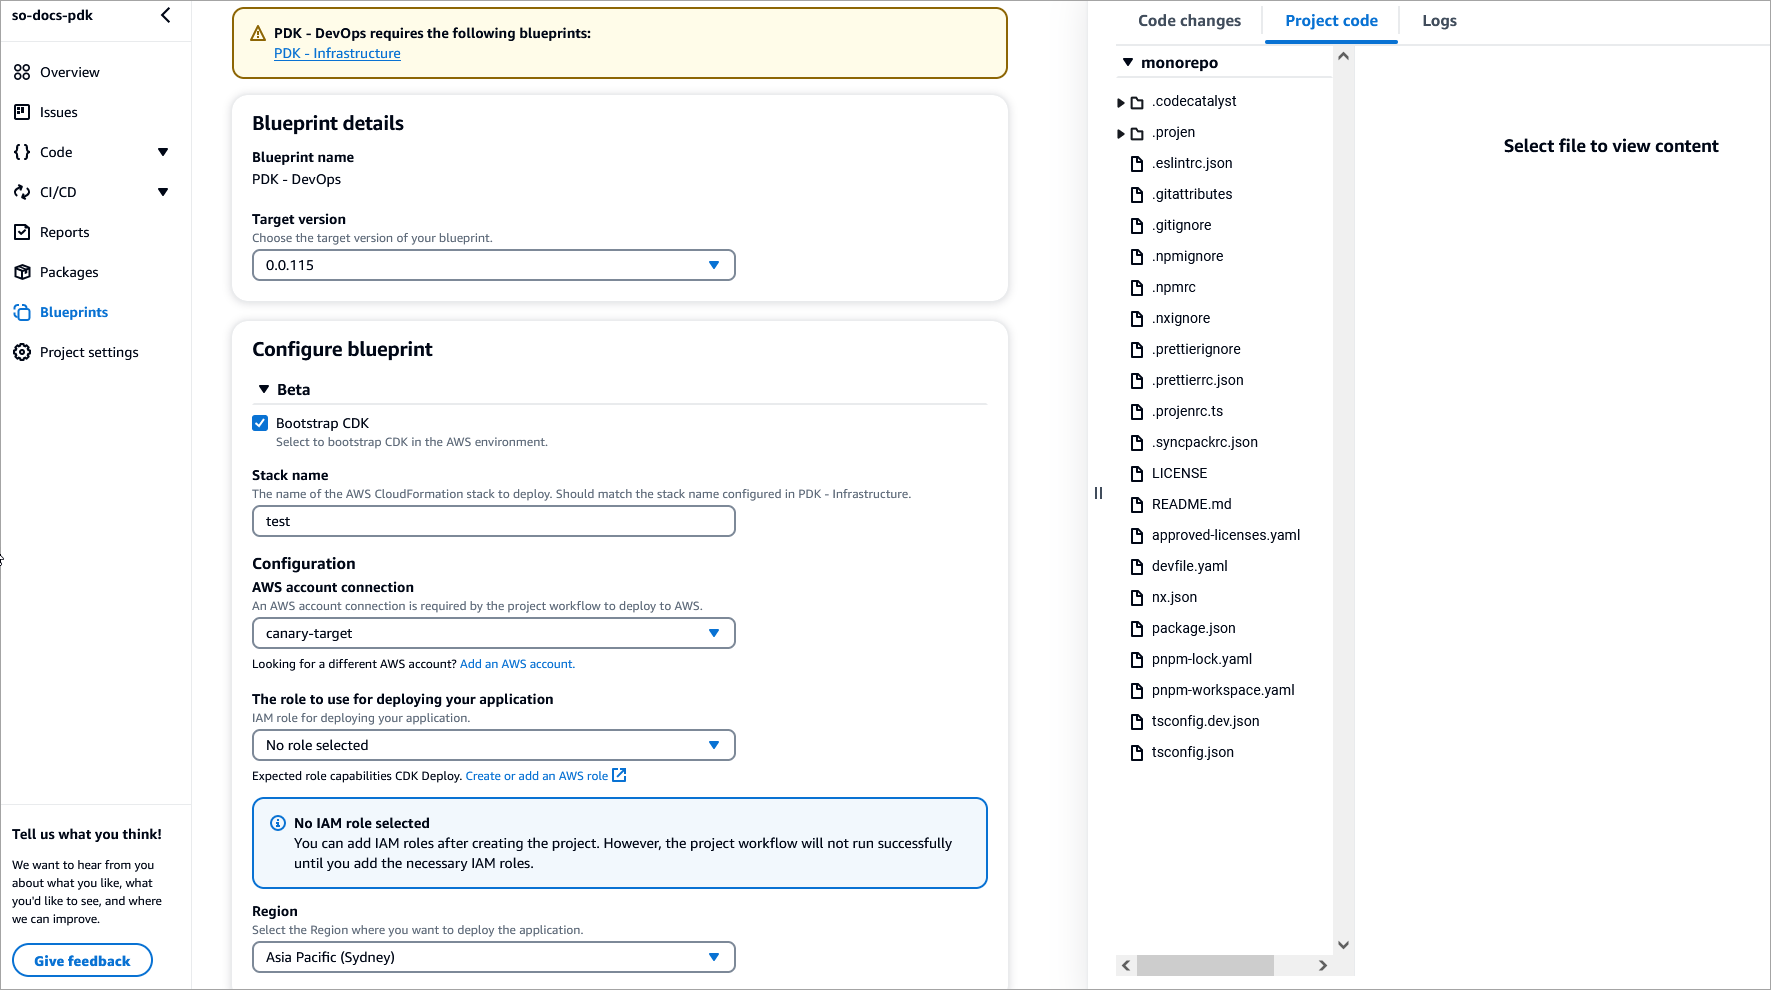 so-docs-pdk
Overview
Issues
Code
CI/CD
Reports
Packages
Blueprints
Project settings
Tell us what you think!
We want to hear from you
about what you like, what
you'd like to see, and where
we can improve.
Give feedback
PDK - DevOps requires the following blueprints:
PDK - Infrastructure
Blueprint details
Blueprint name
PDK - DevOps
Target version
Choose the target version of your blueprint.
0.0.115
Configure blueprint
Beta
Bootstrap CDK
Select to bootstrap CDK in the AWS environment.
Stack name
The name of the AWS CloudFormation stack to deploy. Should match the stack name configured in PDK - Infrastructure.
test
Configuration
AWS account connection
An AWS account connection is required by the project workflow to deploy to AWS.
canary-target
Looking for a different AWS account? Add an AWS account.
The role to use for deploying your application
IAM role for deploying your application.
No role selected
Expected role capabilities CDK Deploy. Create or add an AWS role
No IAM role selected
You can add IAM roles after creating the project. However, the project workflow will not run successfully
until you add the necessary IAM roles.
Region
Select the Region where you want to deploy the application.
Asia Pacific (Sydney)
Code changes
Project code
Logs
monorepo
.codecatalyst
.projen
.eslintrc.json
.gitattributes
.gitignore
.npmignore
.npmrc
.nxignore
.prettierignore
.prettierrc.json
.projenrc.ts
.syncpackrc.json
LICENSE
README.md
approved-licenses.yaml
devfile.yaml
nx.json
package.json
pnpm-lock.yaml
pnpm-workspace.yaml
tsconfig.dev.json
tsconfig.json
Select file to view content